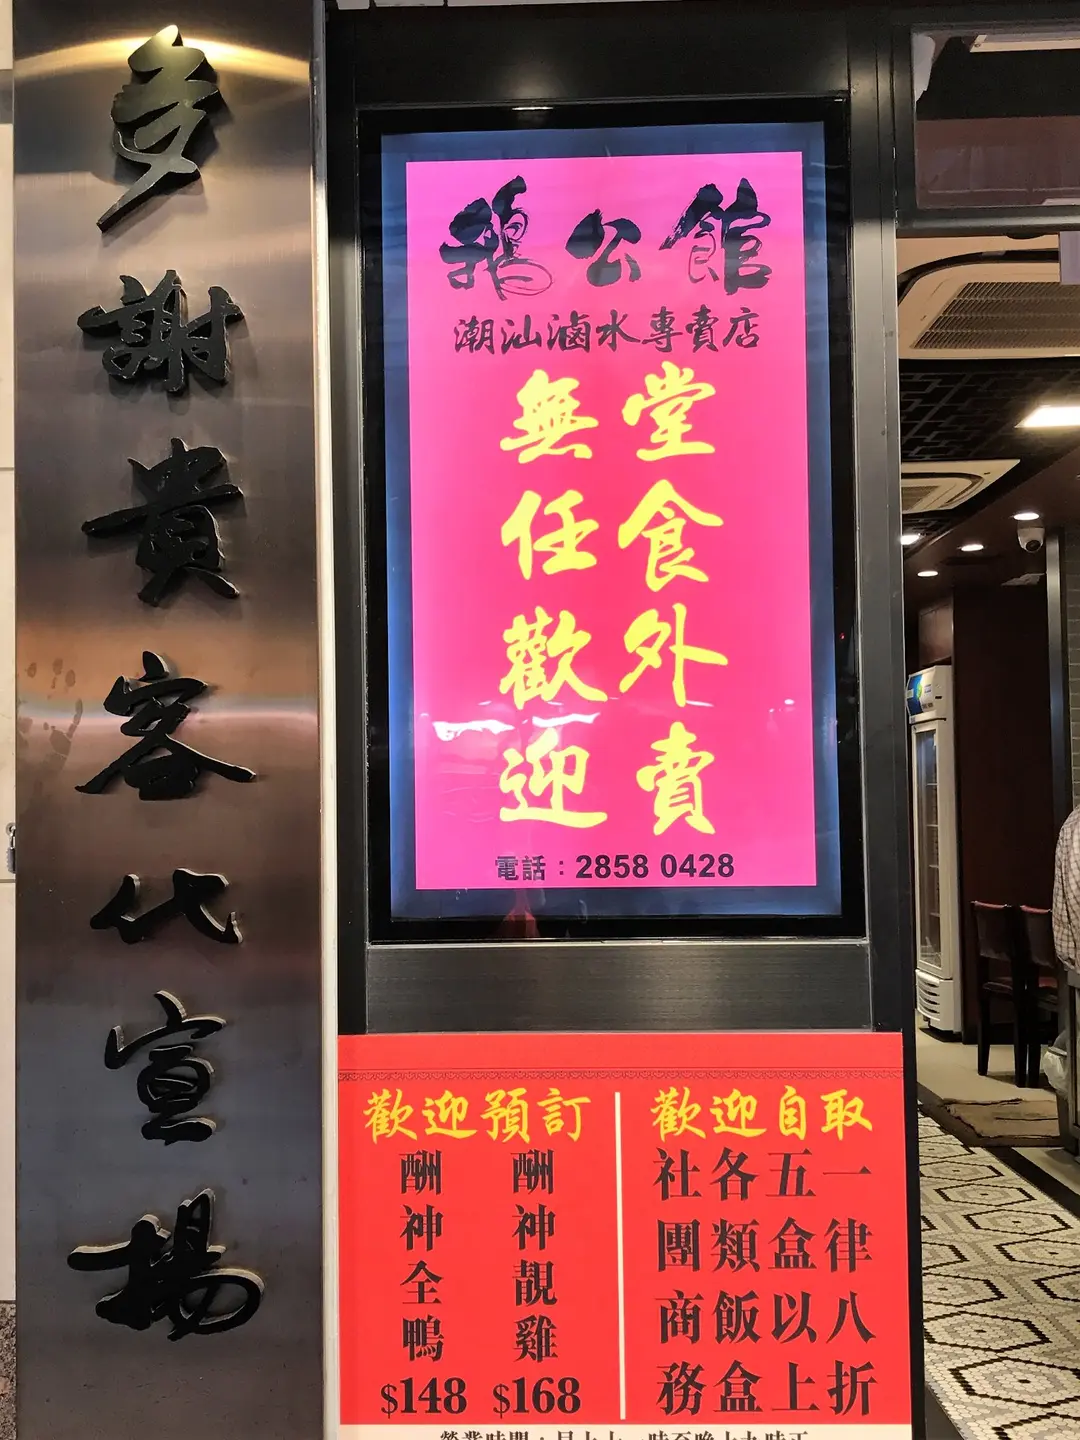 多謝貴客代宣揚
鵝公館
潮汕滷水專賣店
堂食外賣
無任歡迎
電話：2858 0428
歡迎預訂
酬神全鴨
$148
酬神靚雞
$168
歡迎自取
社團商務
各類飯盒
五盒以上
一律八折